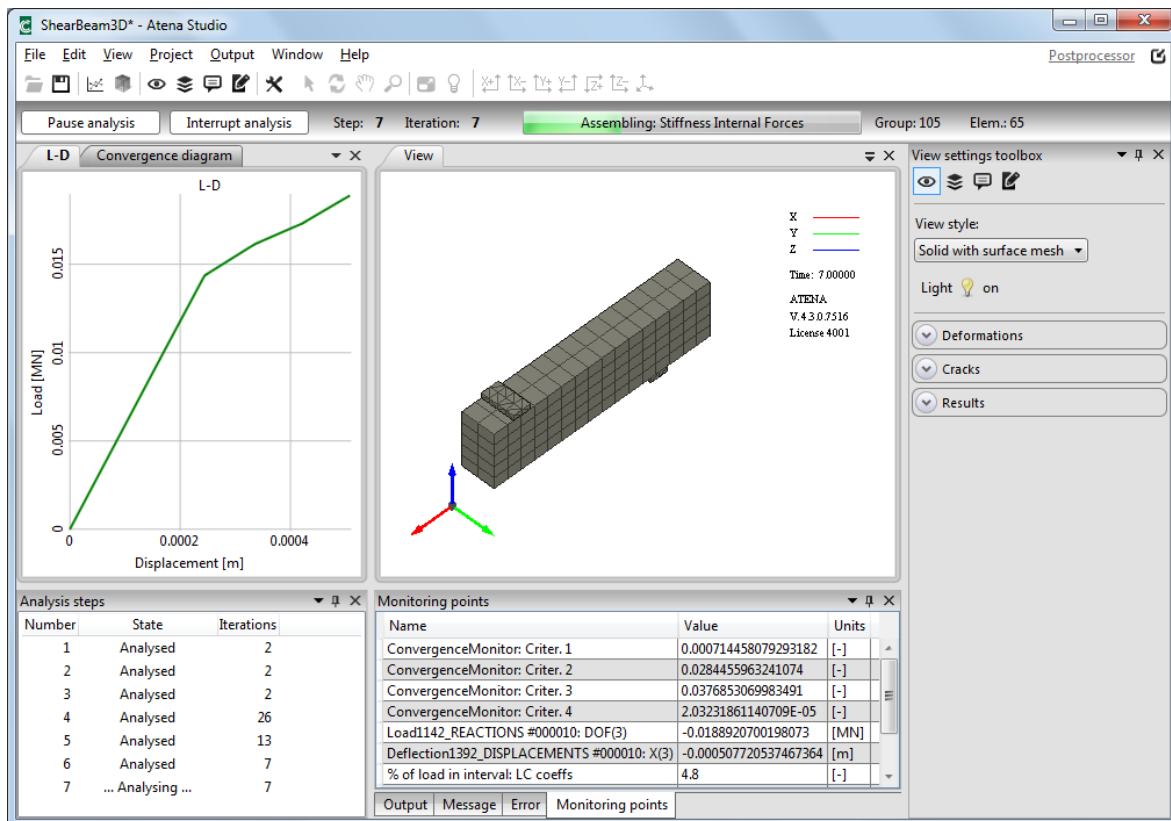 ShearBeam3D* - Atena Studio
File Edit View Project Output Window Help
Postprocessor
Pause analysis Interrupt analysis Step: 7 Iteration: 7 Assembling: Stiffness Internal Forces Group: 105 Elem.: 65
L-D Convergence diagram
L-D
Load [MN]
0.015
0.01
0.005
0
0 0.0002 0.0004
Displacement [m]
View
X
Y
Z
Time: 7.00000
ATENA
V.4.3.0.7516
License 4001
View settings toolbox
View style:
Solid with surface mesh
Light on
Deformations
Cracks
Results
Analysis steps
Number State Iterations
1 Analysed 2
2 Analysed 2
3 Analysed 2
4 Analysed 26
5 Analysed 13
6 Analysed 7
7 ... Analysing ... 7
Monitoring points
Name Value Units
ConvergenceMonitor: Criter. 1 0.000714458079293182 [-]
ConvergenceMonitor: Criter. 2 0.0284455963241074 [-]
ConvergenceMonitor: Criter. 3 0.0376853069983491 [-]
ConvergenceMonitor: Criter. 4 2.03231861140709E-05 [-]
Load1142_REACTIONS #000010: DOF(3) -0.0188920700198073 [MN]
Deflection1392_DISPLACEMENTS #000010: X(3) -0.000507720537467364 [m]
% of load in interval: LC coeffs 4.8 [-]
Output Message Error Monitoring points